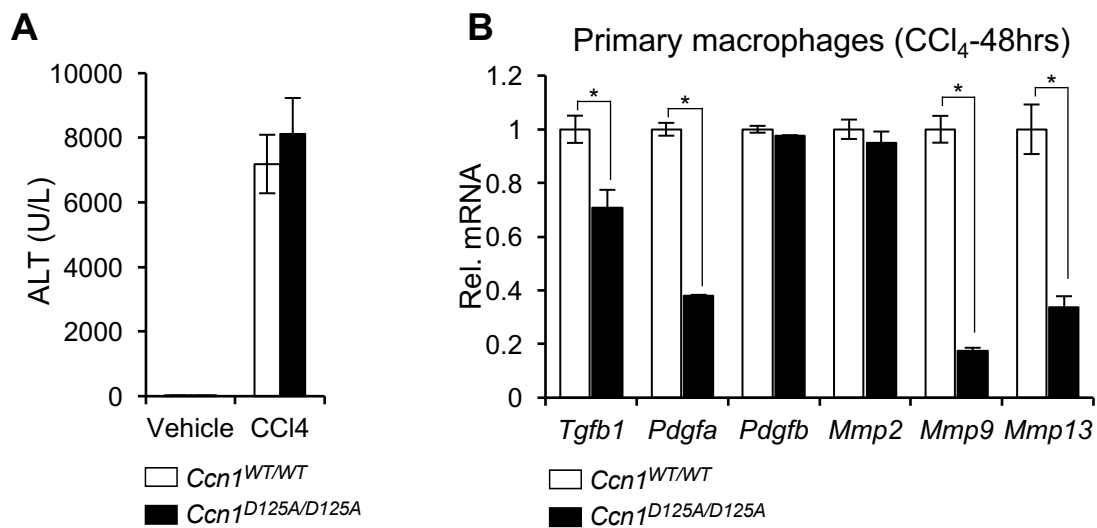 A
ALT (U/L)
10000
8000
6000
4000
2000
0
Vehicle CCl4
Ccn1WT/WT
Ccn1D125A/D125A
B
Primary macrophages (CCl4-48hrs)
Rel. mRNA
1.2
1
0.8
0.6
0.4
0.2
0
* * * *
Tgfb1 Pdgfa Pdgfb Mmp2 Mmp9 Mmp13
Ccn1WT/WT
Ccn1D125A/D125A